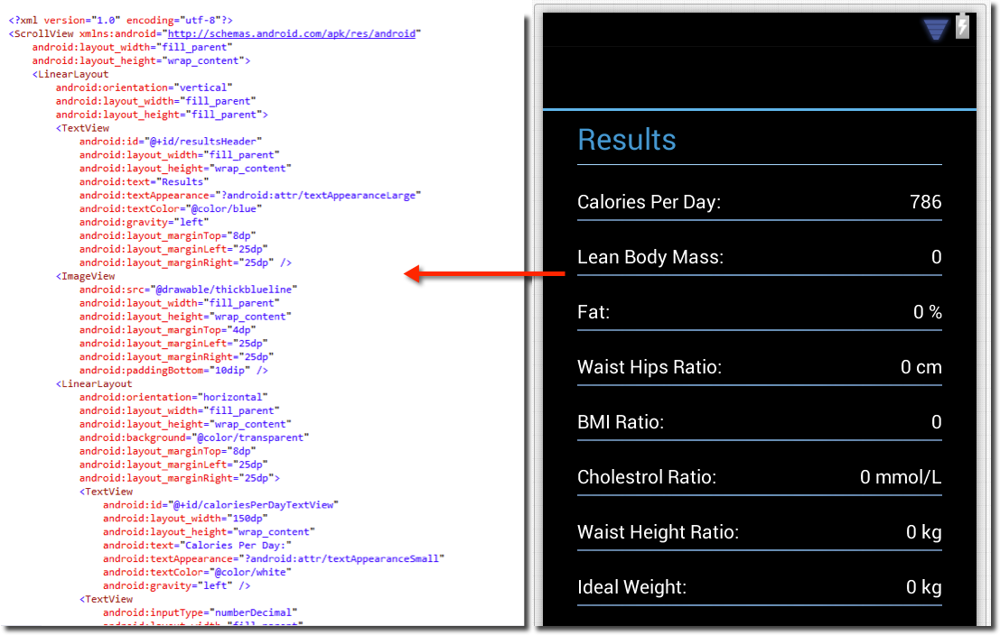 <?xml version="1.0" encoding="utf-8"?>
<ScrollView xmlns:android="http://schemas.android.com/apk/res/android"
android:layout_width="fill_parent"
android:layout_height="wrap_content">
<LinearLayout
android:orientation="vertical"
android:layout_width="fill_parent"
android:layout_height="fill_parent">
<TextView
android:id="@+id/resultsHeader"
android:layout_width="fill_parent"
android:layout_height="wrap_content"
android:text="Results"
android:textAppearance="?android:attr/textAppearanceLarge"
android:textColor="@color/blue"
android:gravity="left"
android:layout_marginTop="8dp"
android:layout_marginLeft="25dp"
android:layout_marginRight="25dp" />
<ImageView
android:src="@drawable/thickblueline"
android:layout_width="fill_parent"
android:layout_height="wrap_content"
android:layout_marginTop="4dp"
android:layout_marginLeft="25dp"
android:layout_marginRight="25dp"
android:paddingBottom="10dip" />
<LinearLayout
android:orientation="horizontal"
android:layout_width="fill_parent"
android:layout_height="wrap_content"
android:background="@color/transparent"
android:layout_marginTop="8dp"
android:layout_marginLeft="25dp"
android:layout_marginRight="25dp">
<TextView
android:id="@+id/caloriesPerDayTextView"
android:layout_width="150dp"
android:layout_height="wrap_content"
android:text="Calories Per Day:"
android:textAppearance="?android:attr/textAppearanceSmall"
android:textColor="@color/white"
android:gravity="left" />
<TextView
android:inputType="numberDecimal"
android:layout_width="fill_parent"
Results
Calories Per Day: 786
Lean Body Mass: 0
Fat: 0 %
Waist Hips Ratio: 0 cm
BMI Ratio: 0
Cholestrol Ratio: 0 mmol/L
Waist Height Ratio: 0 kg
Ideal Weight: 0 kg